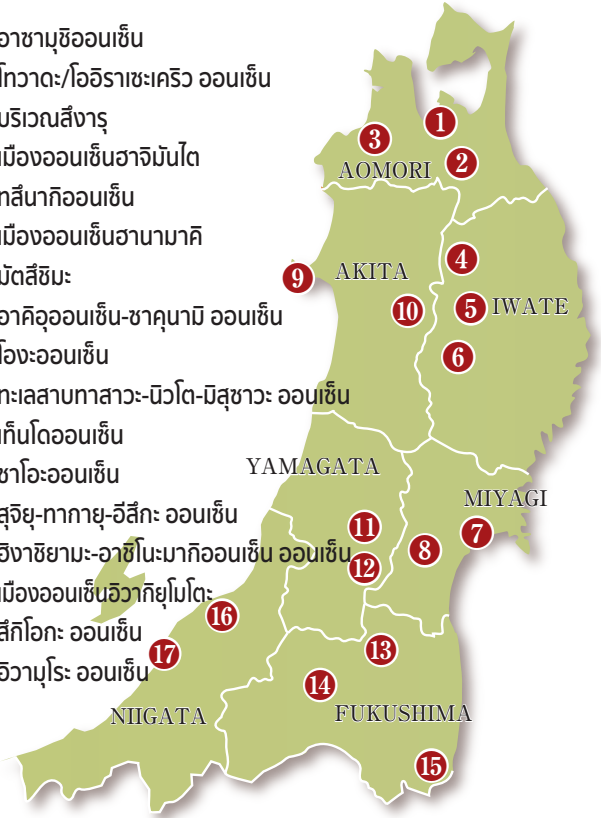 อาซามุชิออนเซ็น
โทวาดะ/โออิราเซะเคริว ออนเซ็น
บริเวณสึงารุ
เมืองออนเซ็นฮาจิมันไต
ทสึนากิออนเซ็น
เมืองออนเซ็นฮานามาคิ
มัตสึชิมะ
อาคิอุออนเซ็น-ซาคุนามิ ออนเซ็น
โองะออนเซ็น
ทะเลสาบทาสาวะ-นิวโต-มิสุซาวะ ออนเซ็น
เท็นโดออนเซ็น
ซาโอะออนเซ็น
สุจิยุ-ทากายุ-อีสึกะ ออนเซ็น
ฮิงาชิยามะ-อาชิโนะมากิออนเซ็น ออนเซ็น
เมืองออนเซ็นอิวากิยุโมโตะ
สึกิโอกะ ออนเซ็น
อิวามุโระ ออนเซ็น
1
3
2
AOMORI
4
9
AKITA
10
5
IWATE
6
YAMAGATA
MIYAGI
11
7
8
12
16
13
17
14
NIIGATA
FUKUSHIMA
15